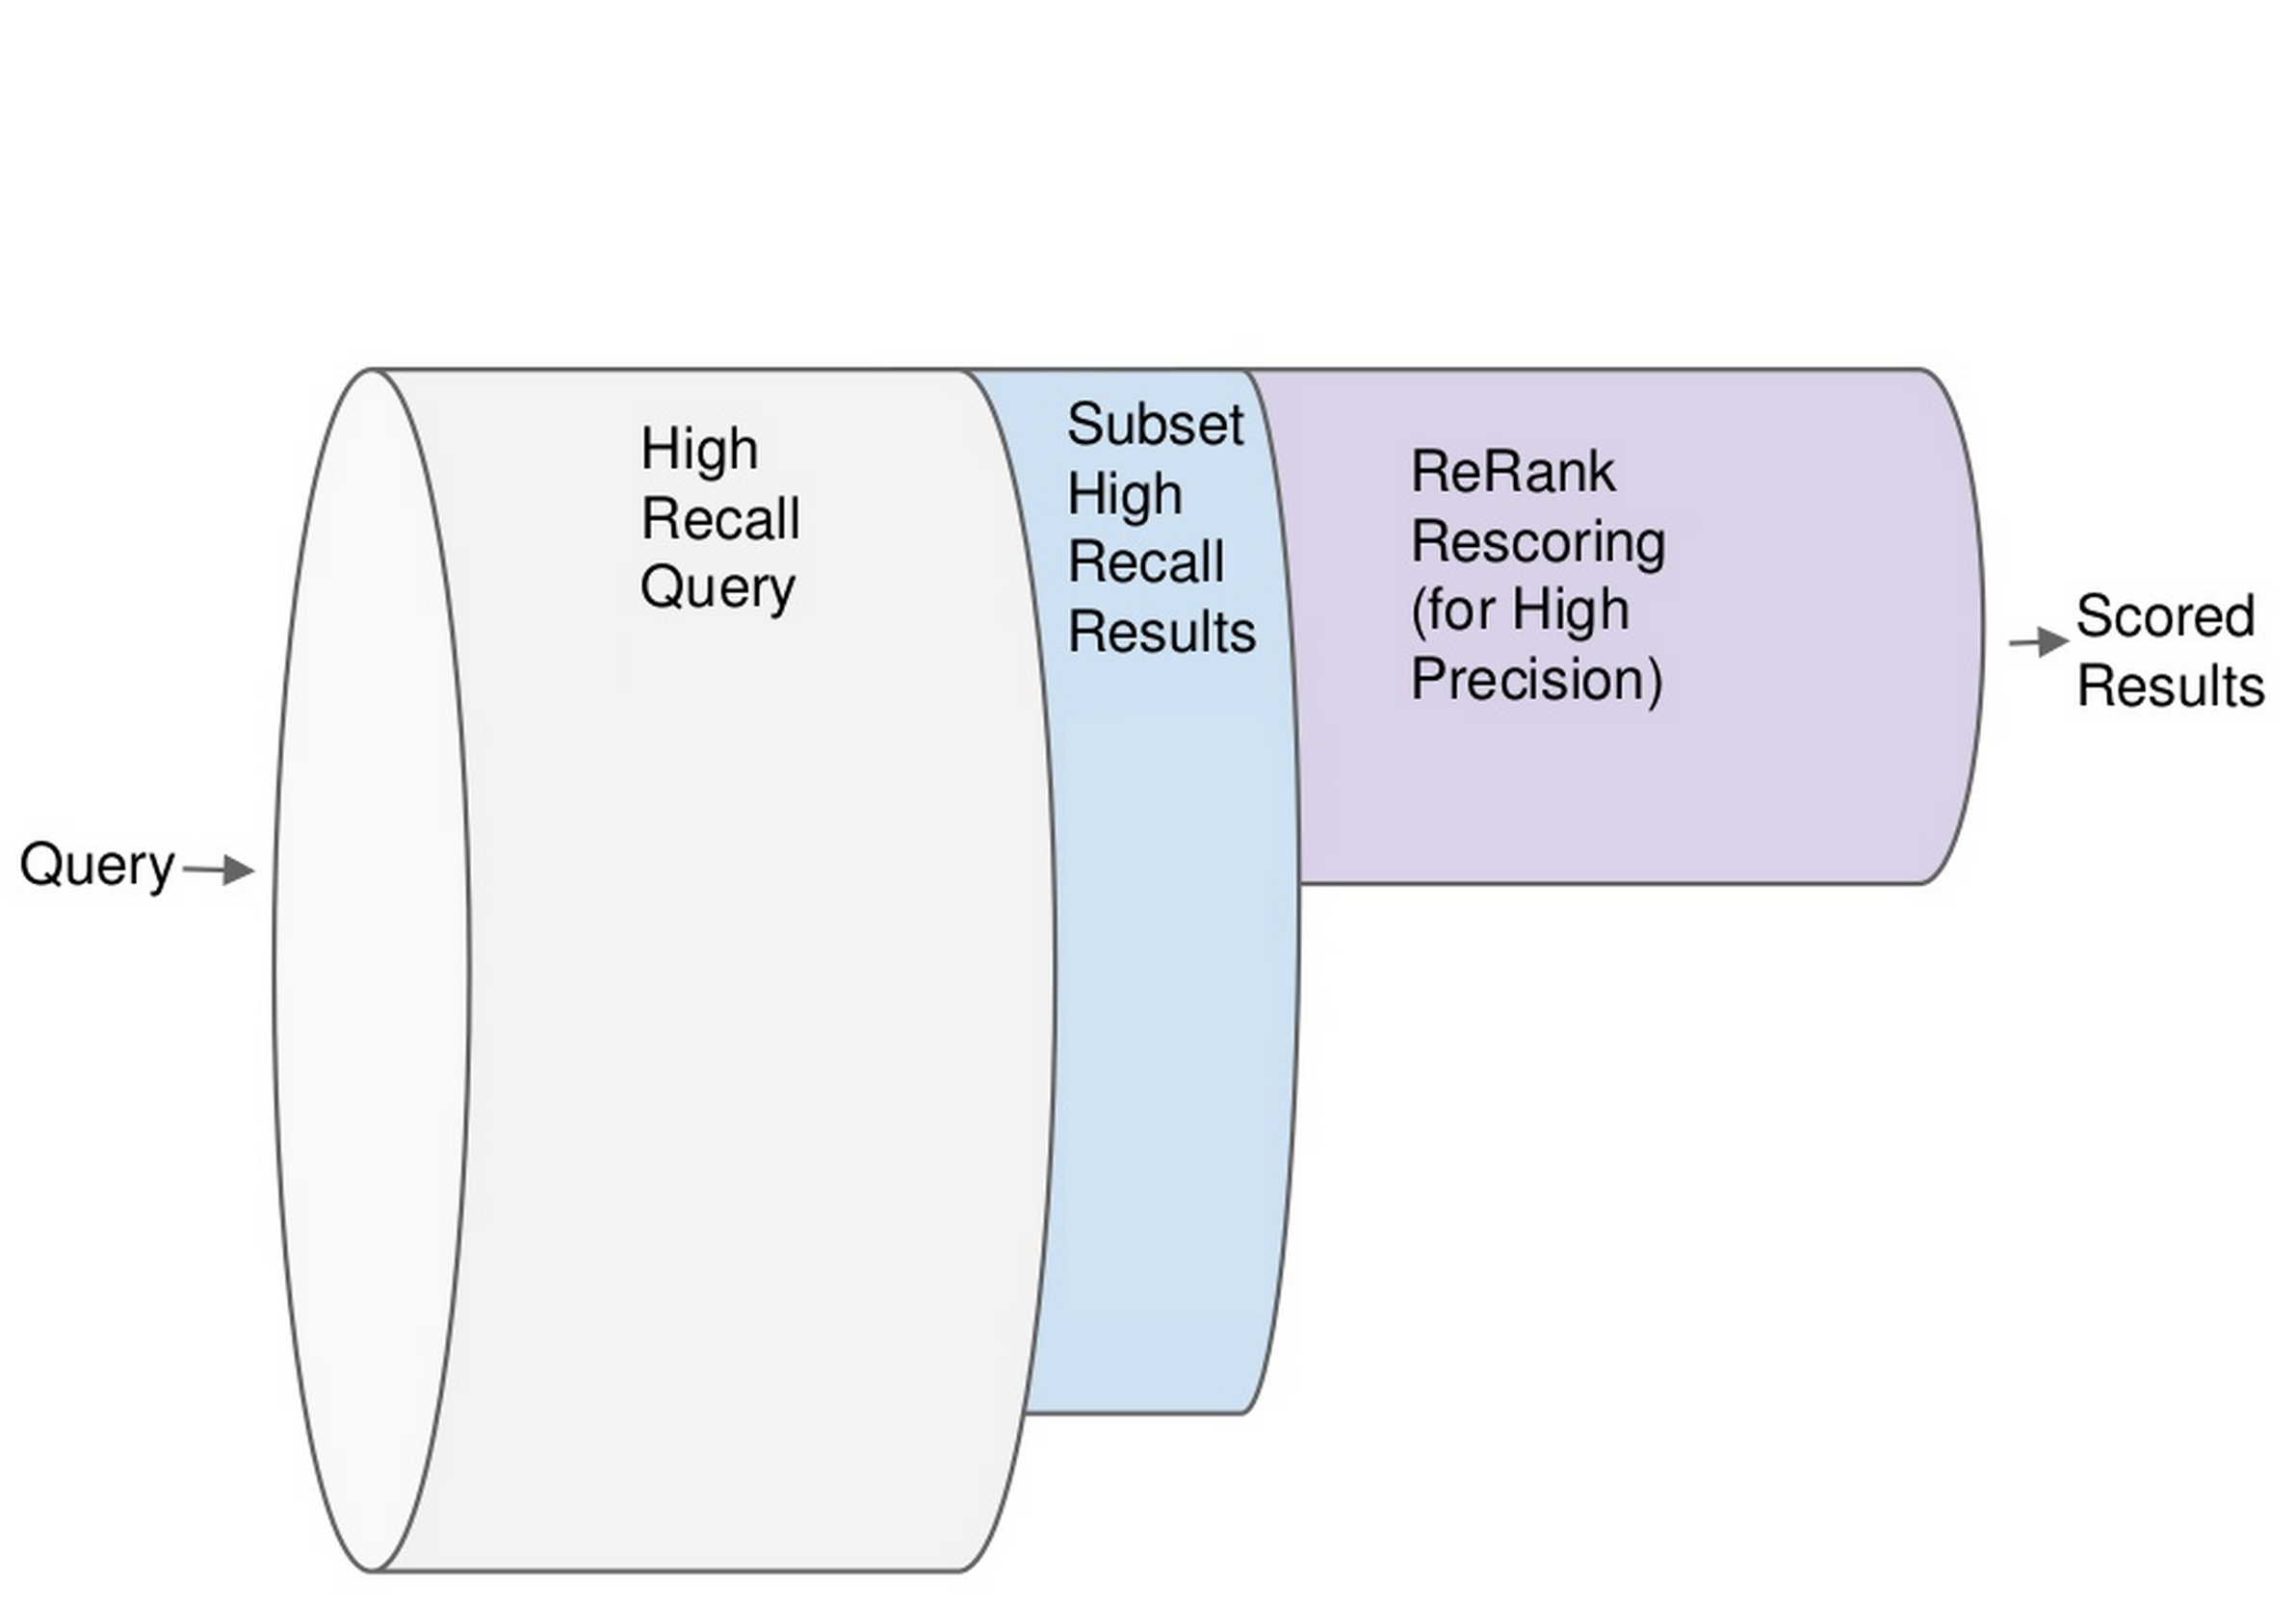 Query
High
Recall
Query
Subset
High
Recall
Results
ReRank
Rescoring
(for High
Precision)
Scored
Results